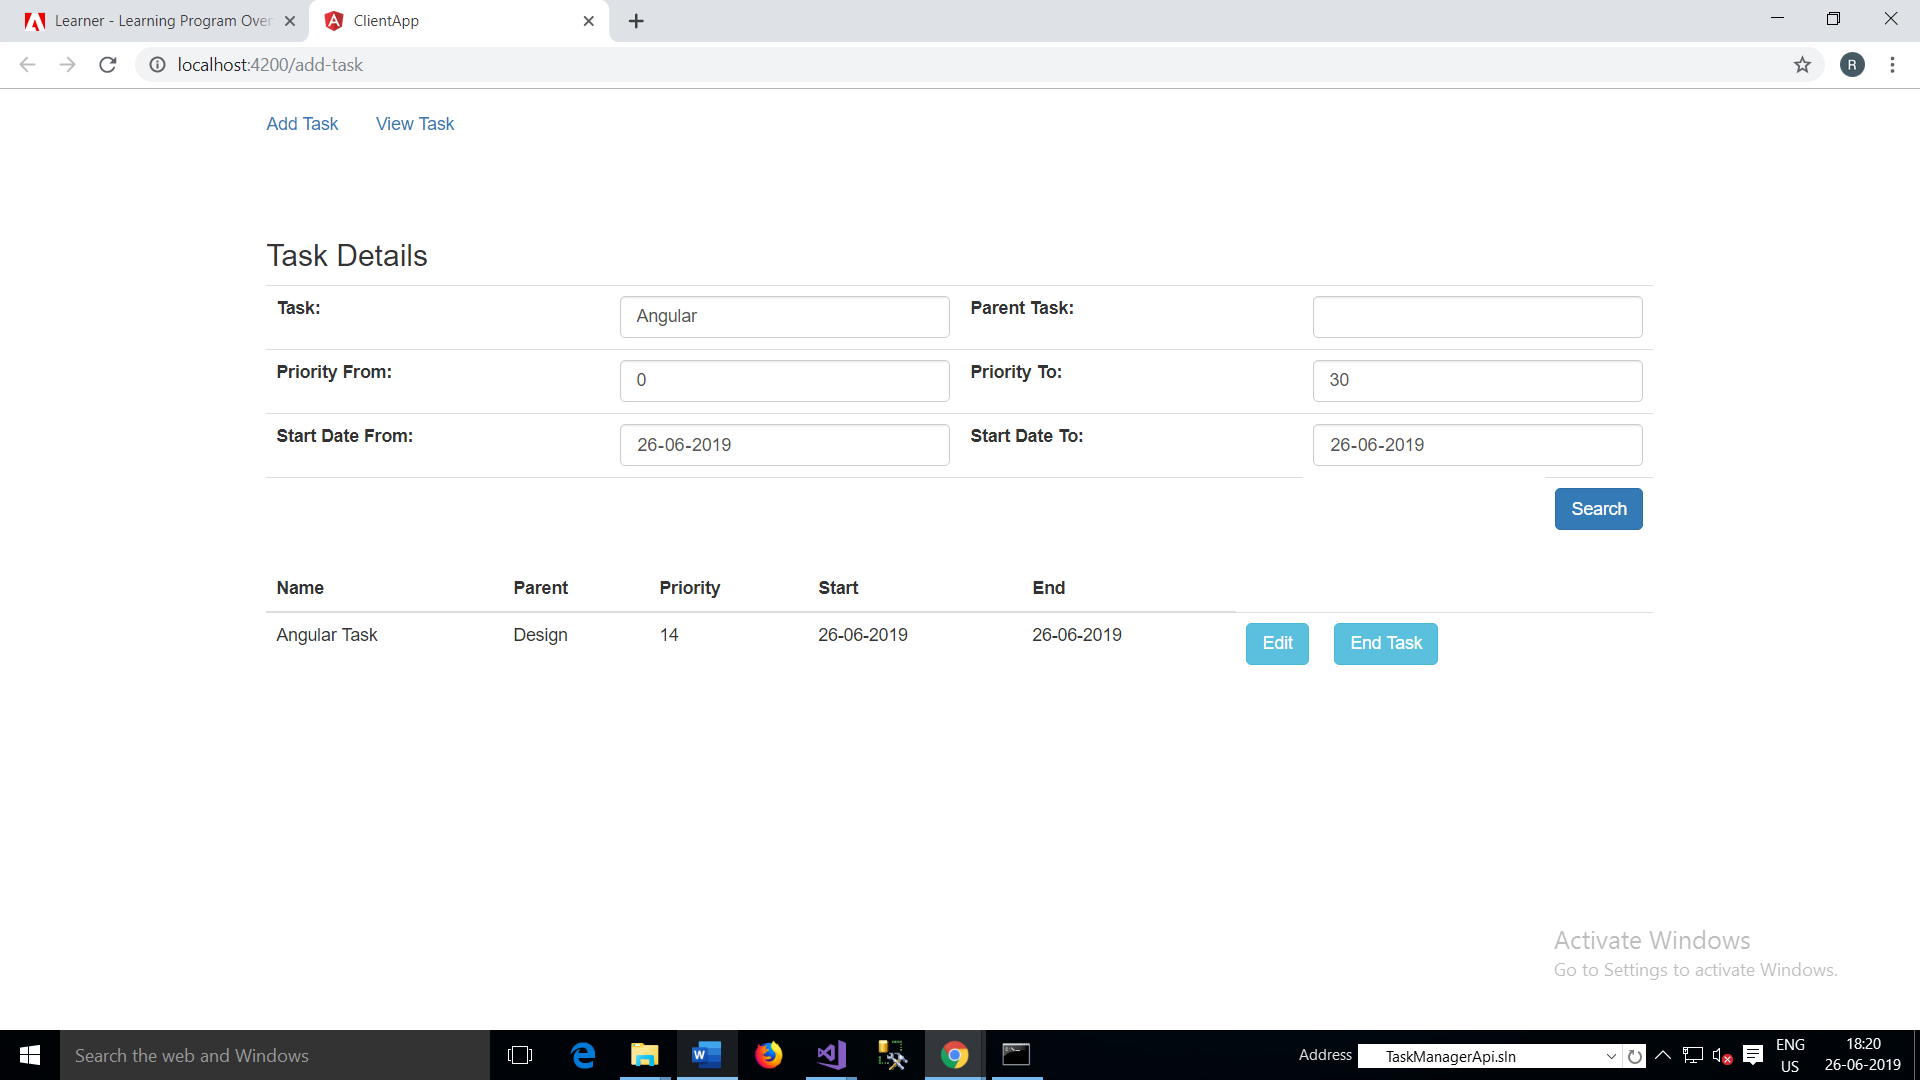 Learner - Learning Program Over
ClientApp
localhost:4200/add-task
R
Add Task View Task
Task Details
Task: Angular Parent Task:
Priority From: 0 Priority To: 30
Start Date From: 26-06-2019 Start Date To: 26-06-2019
Search
Name Parent Priority Start End
Angular Task Design 14 26-06-2019 26-06-2019 Edit End Task
Activate Windows
Go to Settings to activate Windows.
Search the web and Windows
Address TaskManagerApi.sln
ENG
US
18:20
26-06-2019